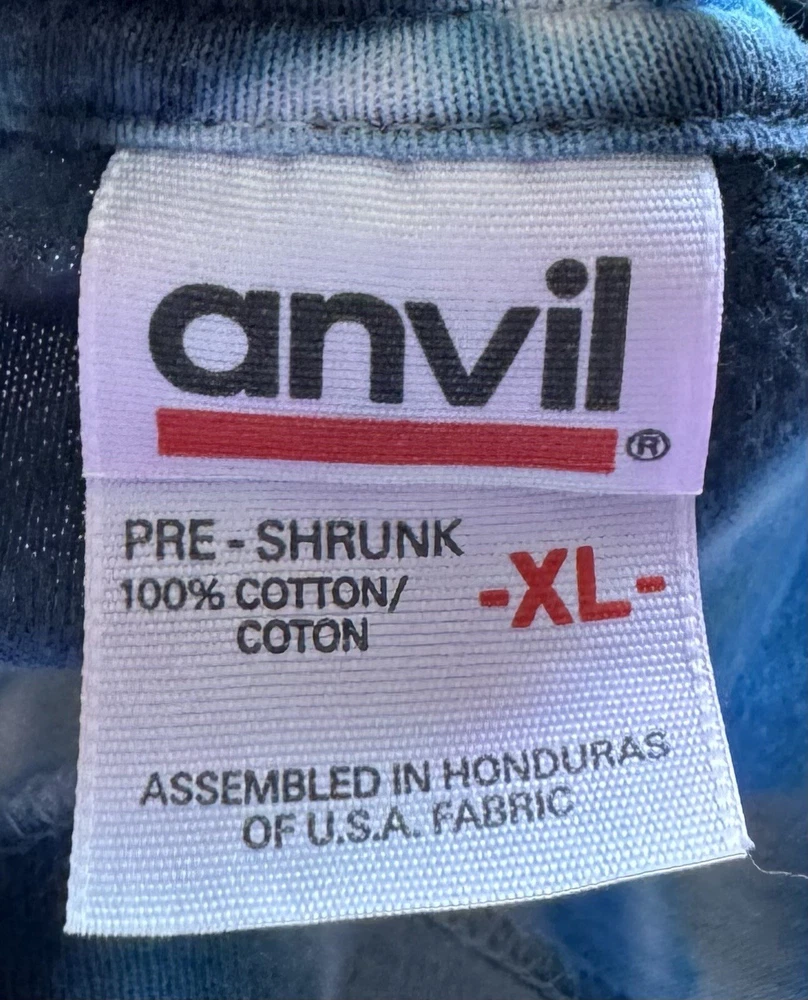 anvil®
PRE - SHRUNK
100% COTTON/
COTON
-XL-
ASSEMBLED IN HONDURAS
OF U.S.A. FABRIC